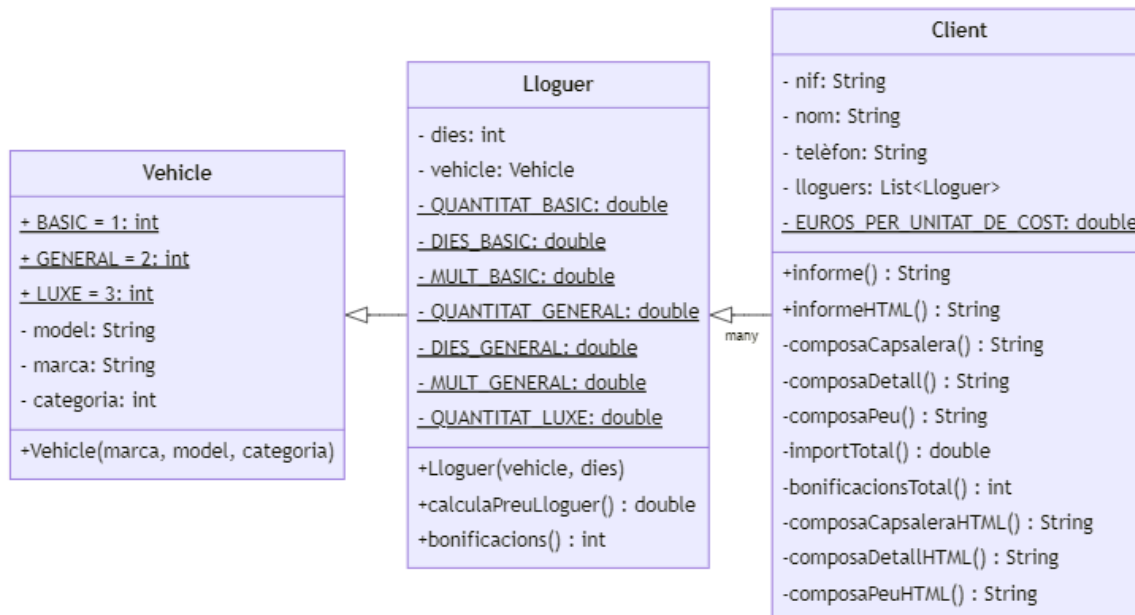 Vehicle
+ BASIC = 1: int
+ GENERAL = 2: int
+ LUXE = 3: int
- model: String
- marca: String
- categoria: int
+Vehicle(marca, model, categoria)
Lloguer
- dies: int
- vehicle: Vehicle
- QUANTITAT_BASIC: double
- DIES_BASIC: double
- MULT_BASIC: double
- QUANTITAT_GENERAL: double
- DIES_GENERAL: double
- MULT_GENERAL: double
- QUANTITAT_LUXE: double
+Lloguer(vehicle, dies)
+calculaPreuLloguer() : double
+bonificacions() : int
many
Client
- nif: String
- nom: String
- telèfon: String
- lloguers: List<Lloguer>
- EUROS_PER_UNITAT_DE_COST: double
+informe() : String
+informeHTML() : String
-composaCapsalera() : String
-composaDetall() : String
-composaPeu() : String
-importTotal() : double
-bonificacionsTotal() : int
-composaCapsaleraHTML() : String
-composaDetallHTML() : String
-composaPeuHTML() : String